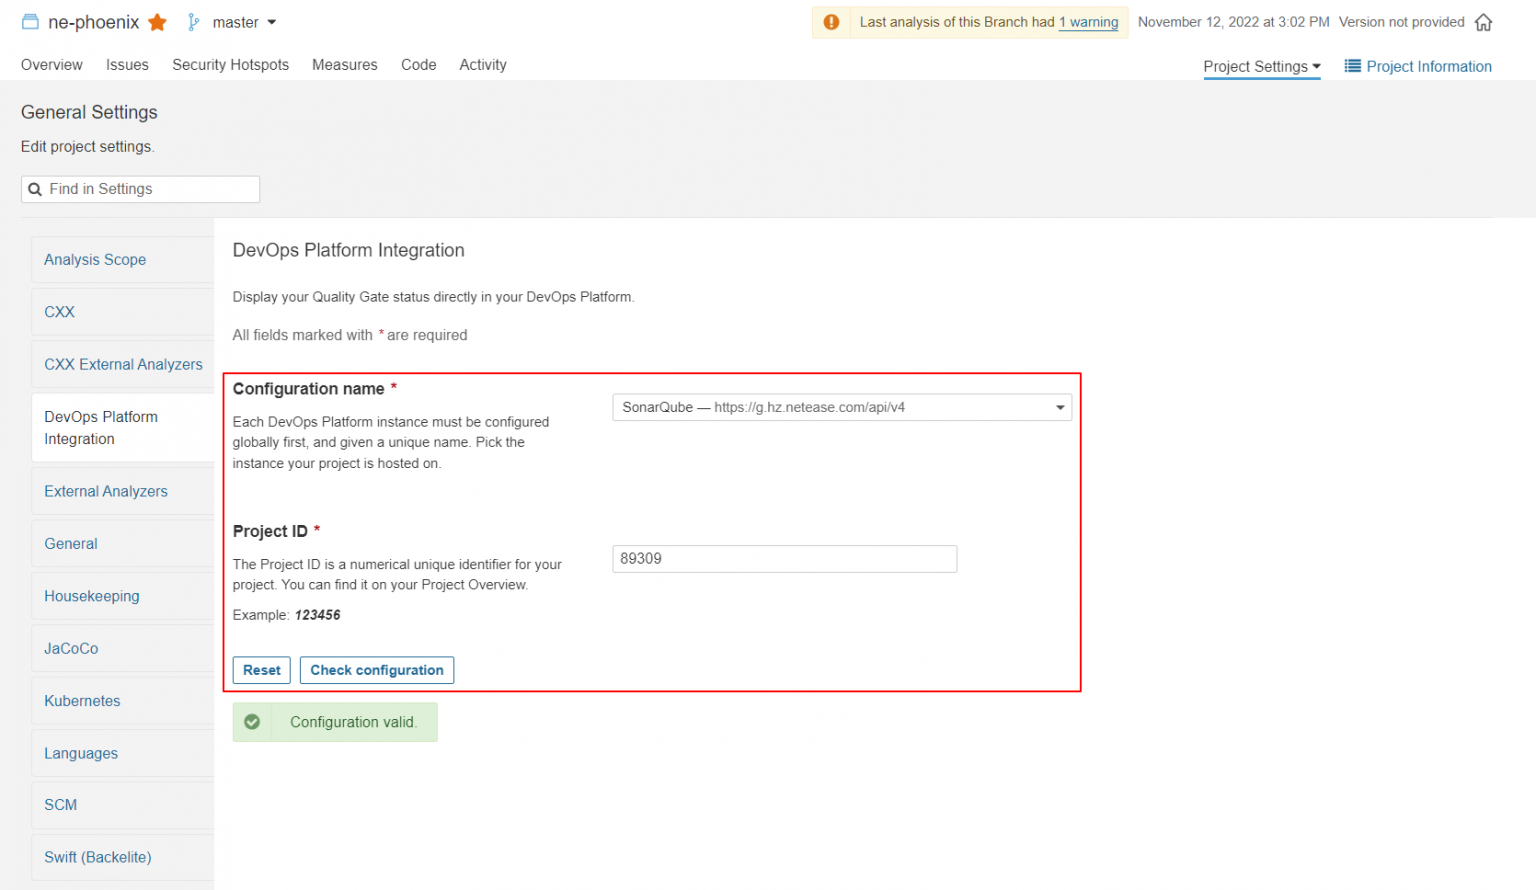 ne-phoenix master
Last analysis of this Branch had 1 warning November 12, 2022 at 3:02 PM Version not provided
Overview Issues Security Hotspots Measures Code Activity
Project Settings Project Information
General Settings
Edit project settings.
Find in Settings
Analysis Scope
CXX
CXX External Analyzers
DevOps Platform
Integration
External Analyzers
General
Housekeeping
JaCoCo
Kubernetes
Languages
SCM
Swift (Backelite)
DevOps Platform Integration
Display your Quality Gate status directly in your DevOps Platform.
All fields marked with * are required
Configuration name *
Each DevOps Platform instance must be configured
globally first, and given a unique name. Pick the
instance your project is hosted on.
SonarQube — https://g.hz.netease.com/api/v4
Project ID *
The Project ID is a numerical unique identifier for your
project. You can find it on your Project Overview.
Example: 123456
89309
Reset Check configuration
Configuration valid.